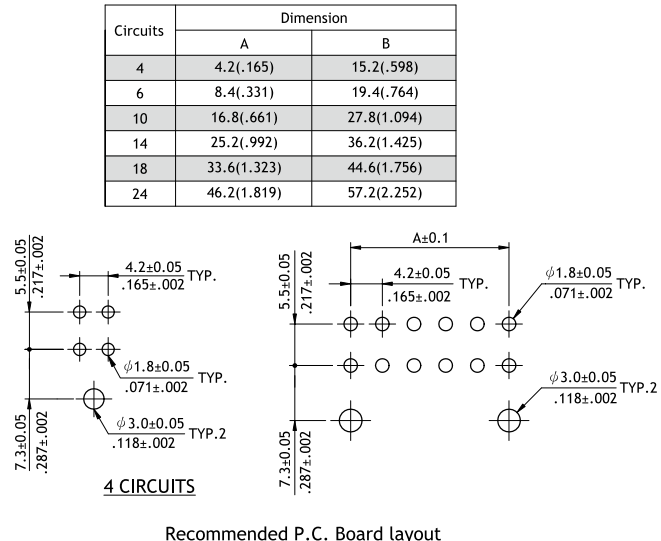 Circuits Dimension
A B
4 4.2(.165) 15.2(.598)
6 8.4(.331) 19.4(.764)
10 16.8(.661) 27.8(1.094)
14 25.2(.992) 36.2(1.425)
18 33.6(1.323) 44.6(1.756)
24 46.2(1.819) 57.2(2.252)
5.5±0.05
.217±.002
4.2±0.05
.165±.002
TYP.
ϕ1.8±0.05
.071±.002
TYP.
ϕ3.0±0.05
.118±.002
TYP.2
7.3±0.05
.287±.002
4 CIRCUITS
A±0.1
5.5±0.05
.217±.002
4.2±0.05
.165±.002
TYP.
ϕ1.8±0.05
.071±.002
TYP.
ϕ3.0±0.05
.118±.002
TYP.2
7.3±0.05
.287±.002
Recommended P.C. Board layout